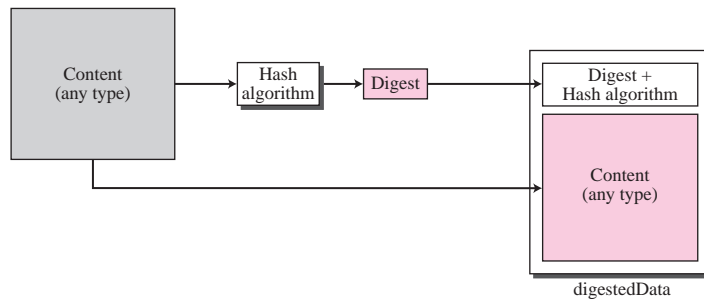 Content
(any type)
Hash
algorithm
Digest
Digest +
Hash algorithm
Content
(any type)
digestedData